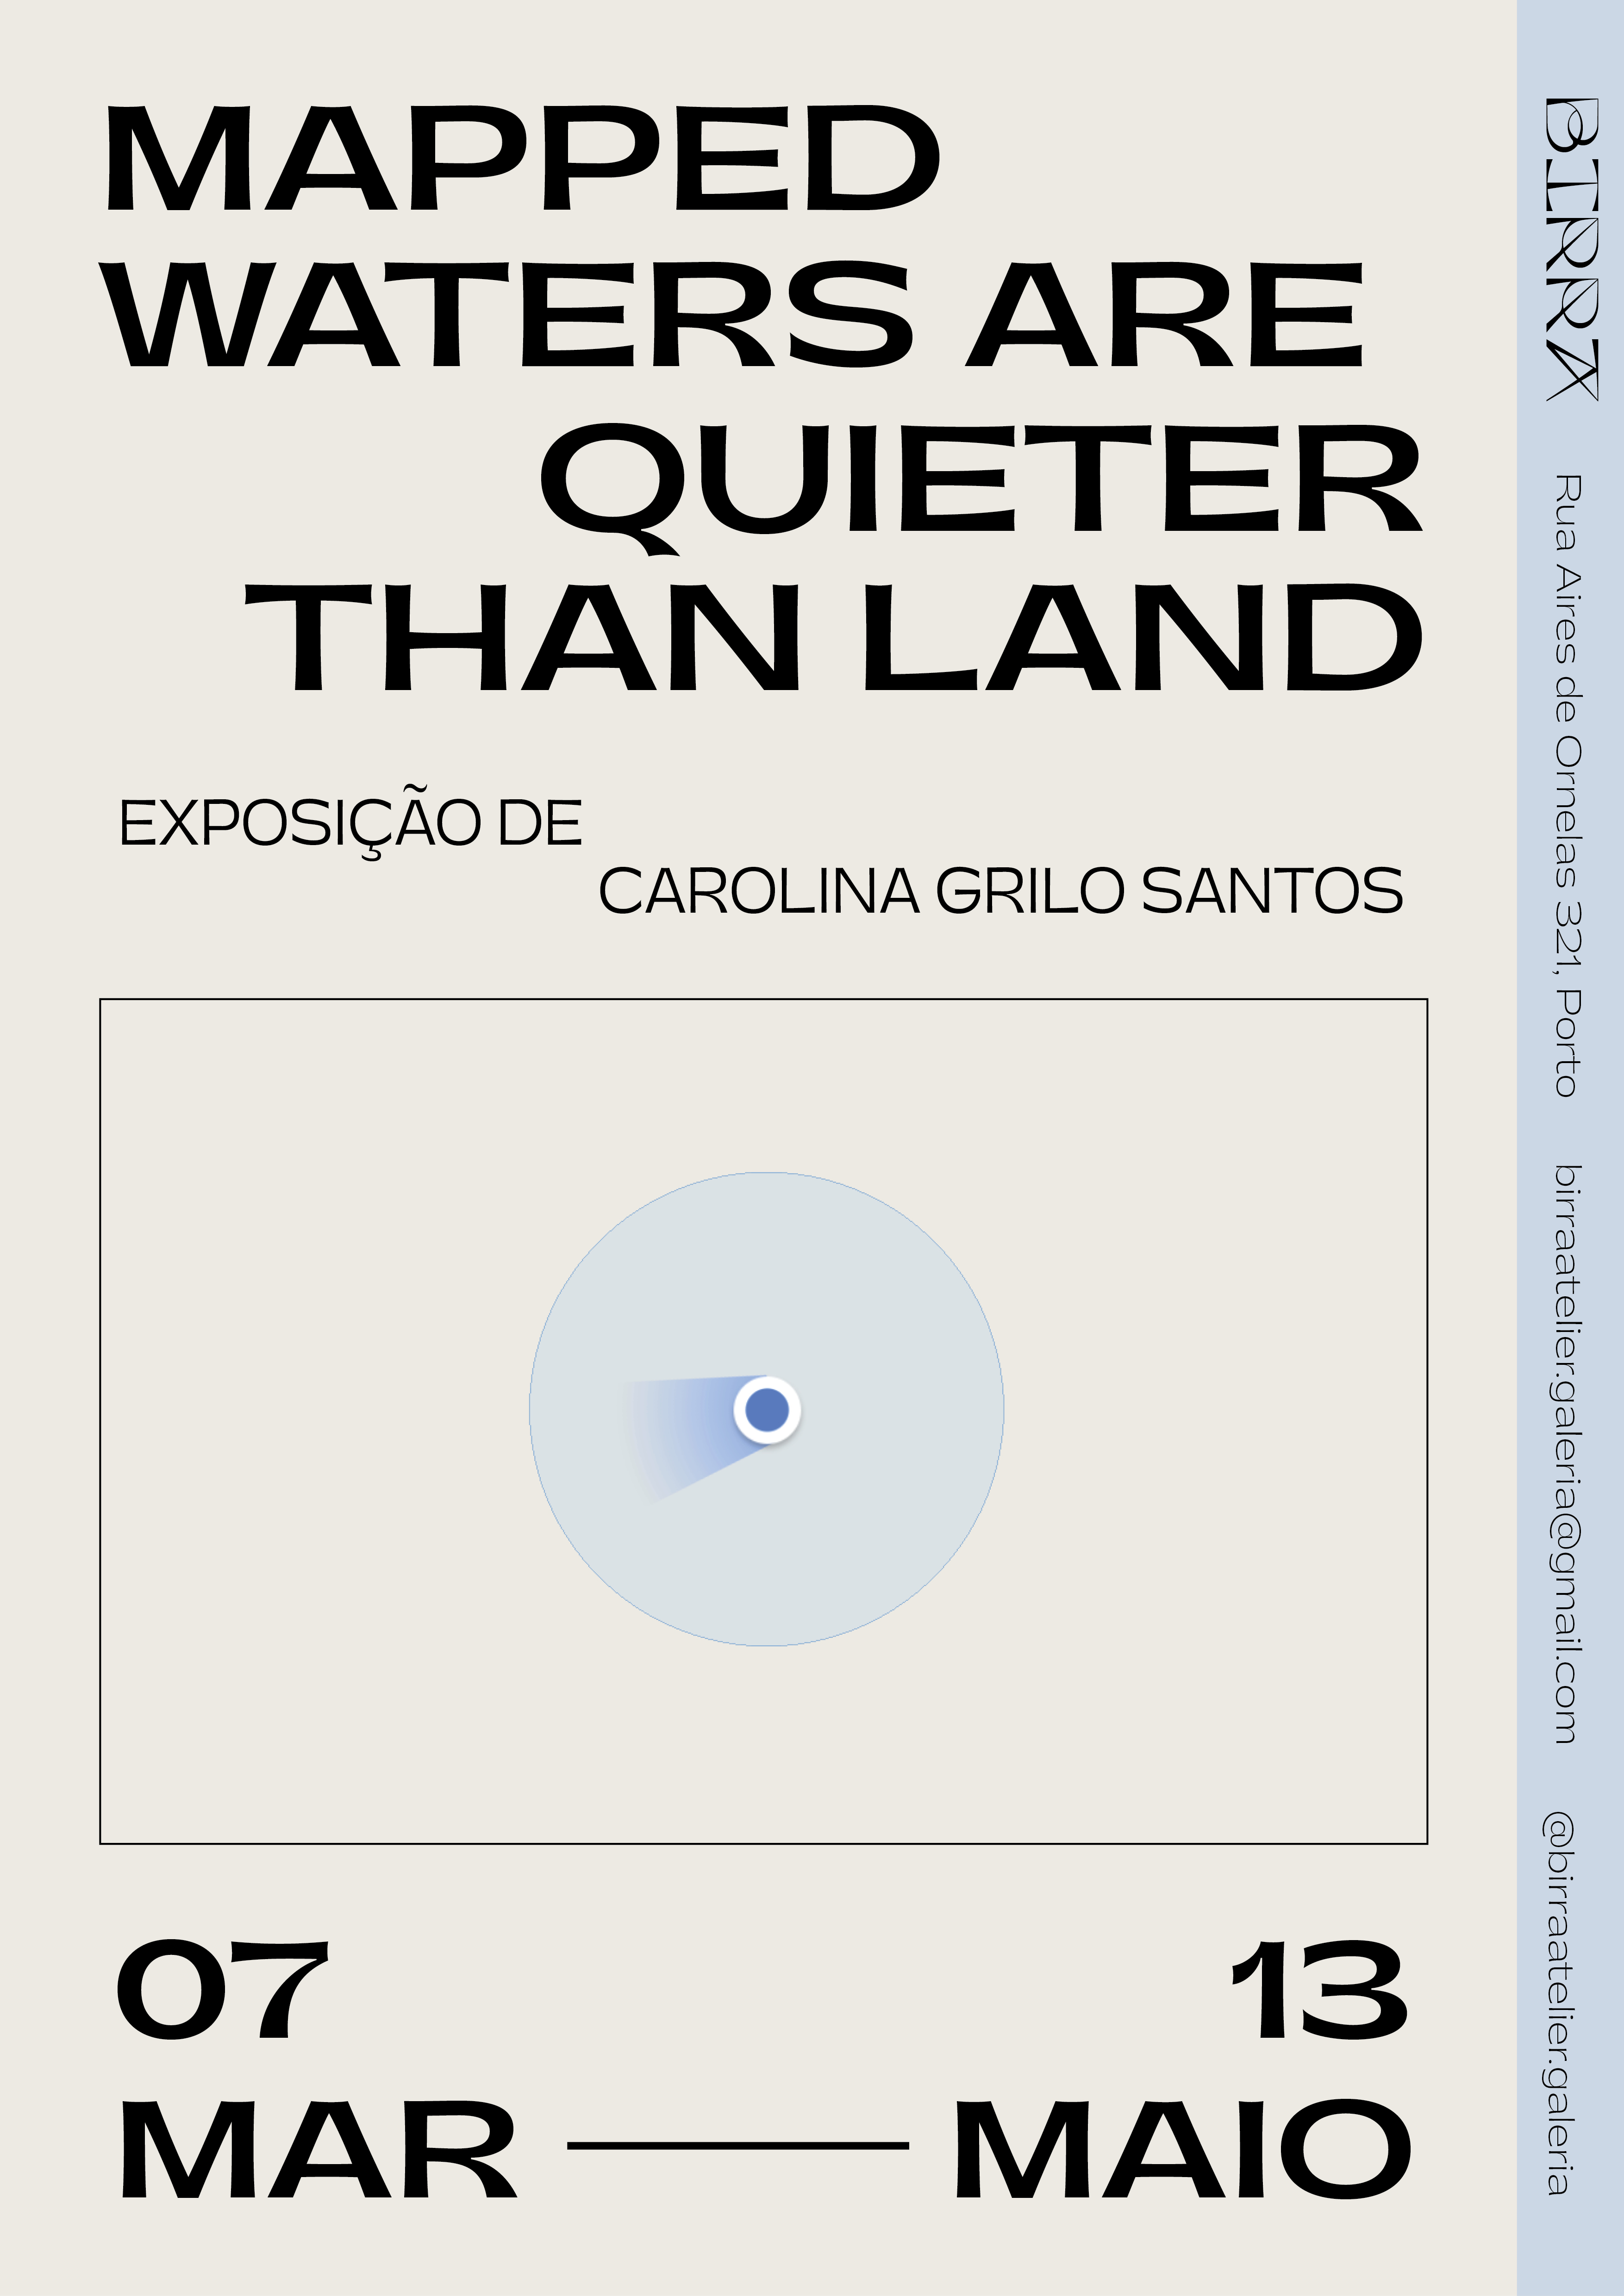 MAPPED
WATERS ARE
QUIETER
THAN LAND
EXPOSIÇÃO DE
CAROLINA GRILO SANTOS
07
MAR
13
MAIO
BIRRA
Rua Aires de Ornelas 321, Porto
birraatelier.galeria@gmail.com
@birraatelier.galeria